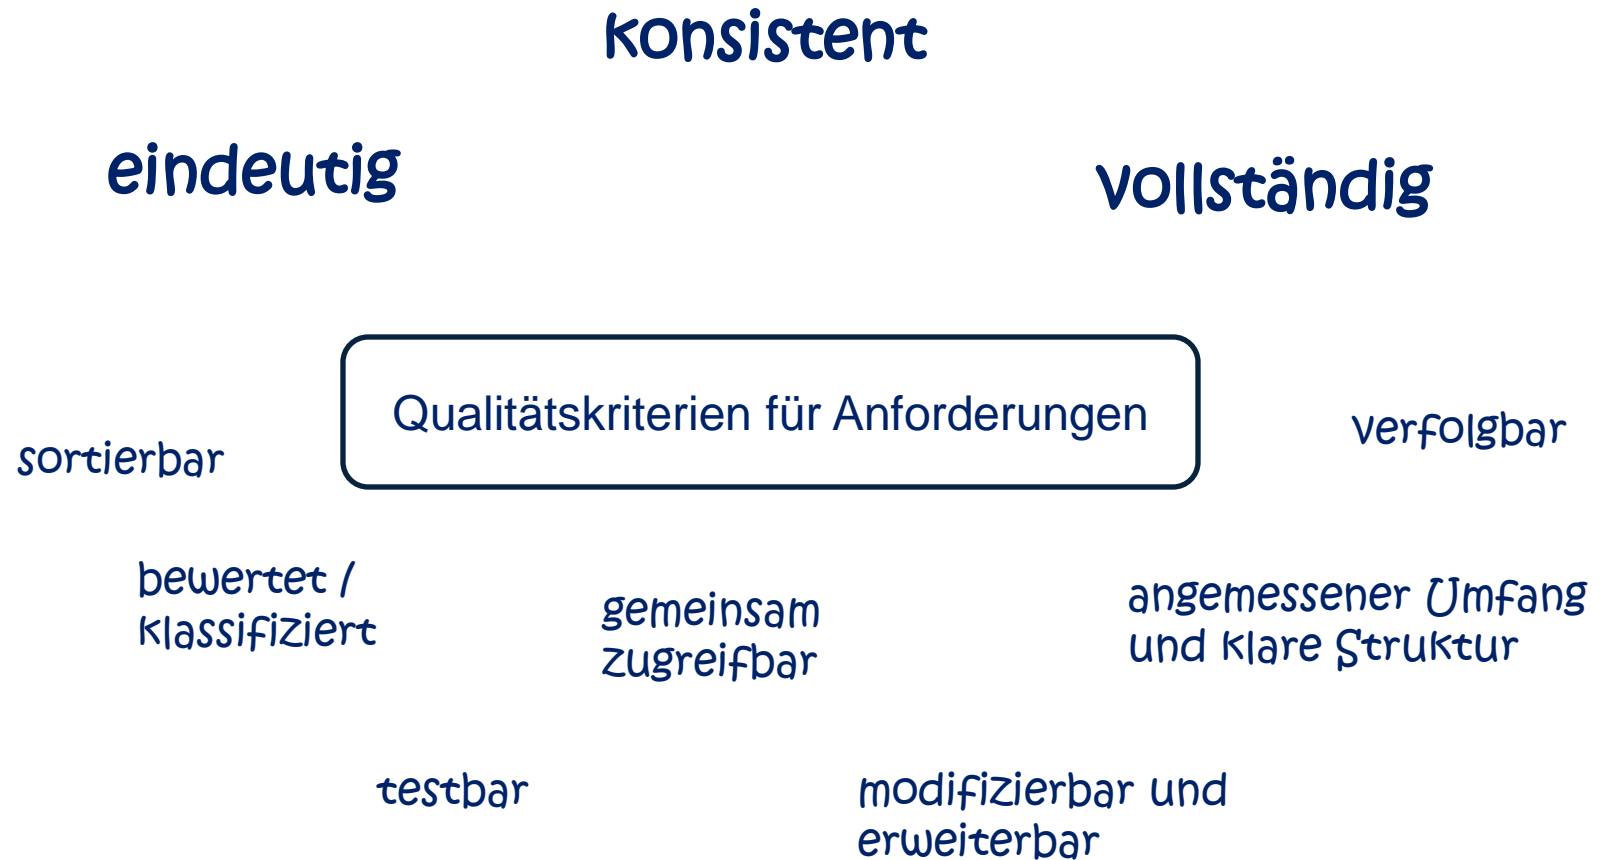 konsistent
eindeutig
vollständig
Qualitätskriterien für Anforderungen
verfolgbar
sortierbar
bewertet /
klassifiziert
gemeinsam
zugreifbar
angemessener Umfang
und klare Struktur
testbar
modifizierbar und
erweiterbar